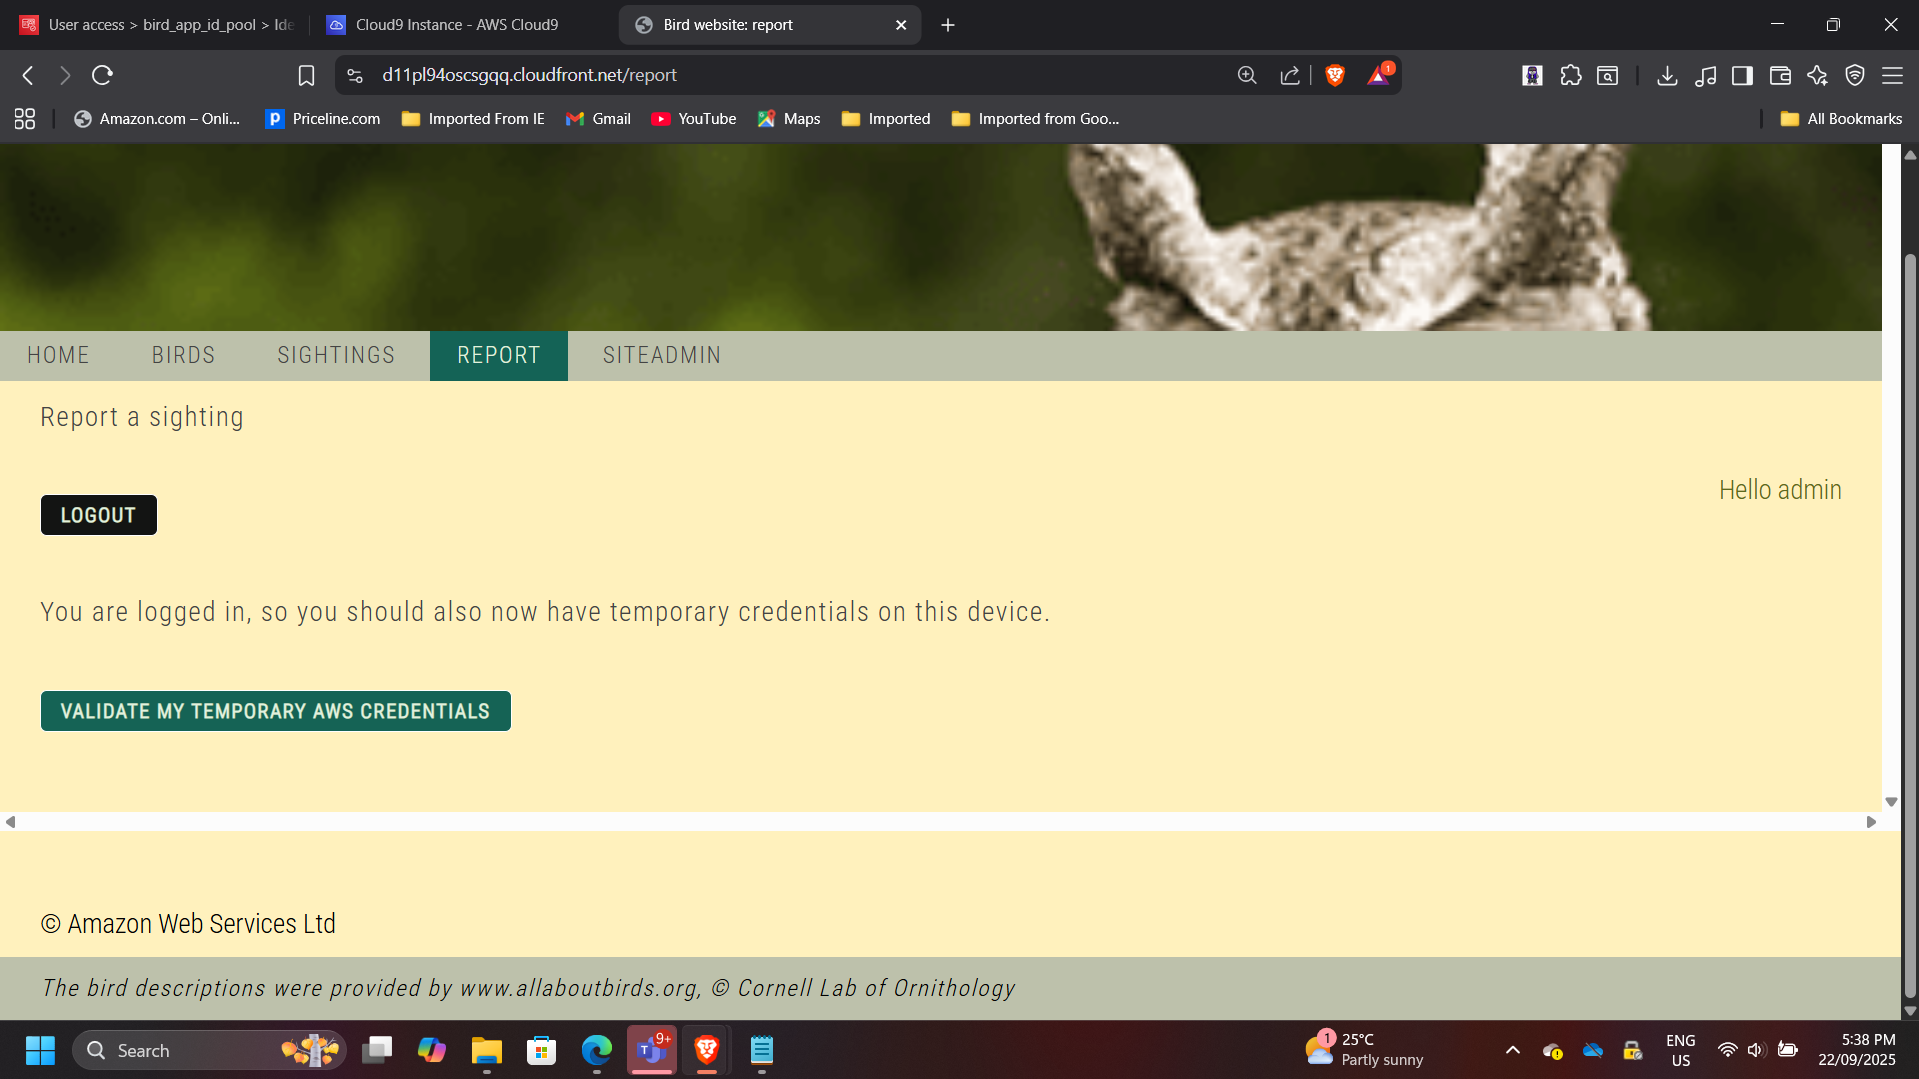 User access > bird_app_id_pool > Ide
Cloud9 Instance - AWS Cloud9
Bird website: report
d11pl94oscsgqq.cloudfront.net/report
1
Amazon.com – Onli...
Priceline.com
Imported From IE
Gmail
YouTube
Maps
Imported
Imported from Goo...
All Bookmarks
HOME
BIRDS
SIGHTINGS
REPORT
SITEADMIN
Report a sighting
Hello admin
LOGOUT
You are logged in, so you should also now have temporary credentials on this device.
VALIDATE MY TEMPORARY AWS CREDENTIALS
© Amazon Web Services Ltd
The bird descriptions were provided by www.allaboutbirds.org, © Cornell Lab of Ornithology
Search
9+
1
25°C
Partly sunny
ENG
US
5:38 PM
22/09/2025